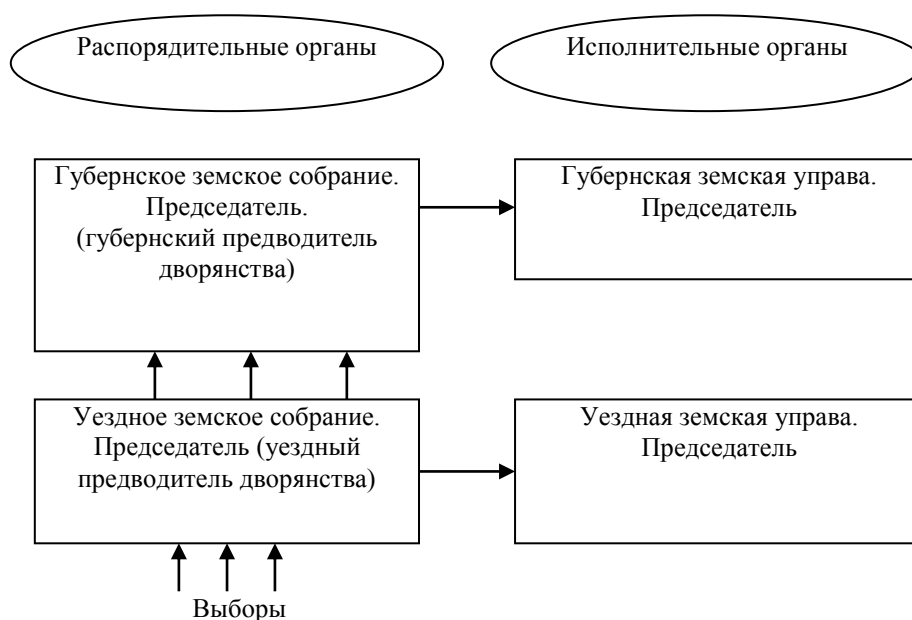 Распорядительные органы
Исполнительные органы
Губернское земское собрание.
Председатель.
(губернский предводитель
дворянства)
Губернская земская управа.
Председатель
Уездное земское собрание.
Председатель (уездный
предводитель дворянства)
Уездная земская управа.
Председатель
Выборы